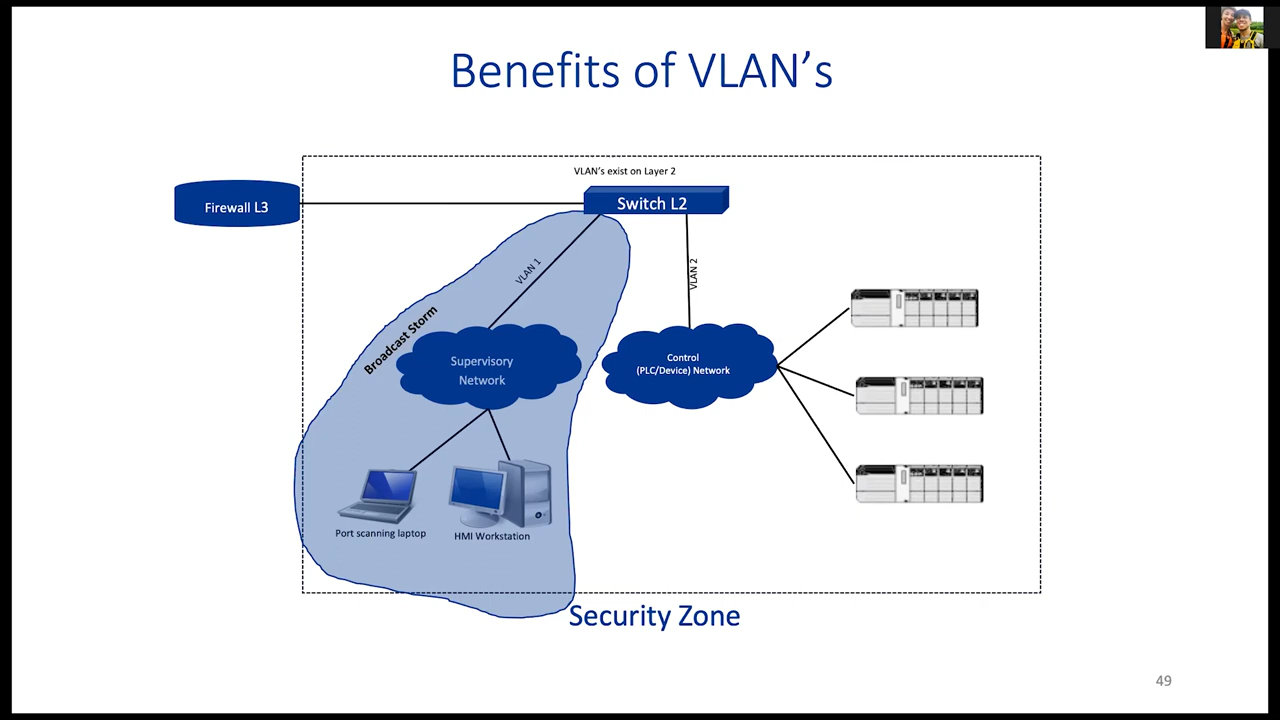 Benefits of VLAN’s
VLAN’s exist on Layer 2
Firewall L3
Switch L2
VLAN 1
VLAN 2
Broadcast Storm
Supervisory
Network
Control
(PLC/Device) Network
Port scanning laptop
HMI Workstation
Security Zone
49